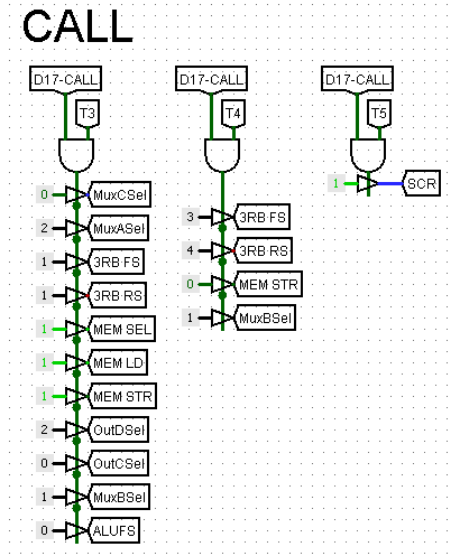 CALL
D17-CALL
T3
0 MuxCSel
2 MuxASel
1 3RB FS
1 3RB RS
1 MEM SEL
1 MEM LD
1 MEM STR
2 OutDSel
0 OutCSel
1 MuxBSel
0 ALUFS
D17-CALL
T4
3 3RB FS
4 3RB RS
0 MEM STR
1 MuxBSel
D17-CALL
T5
1 SCR